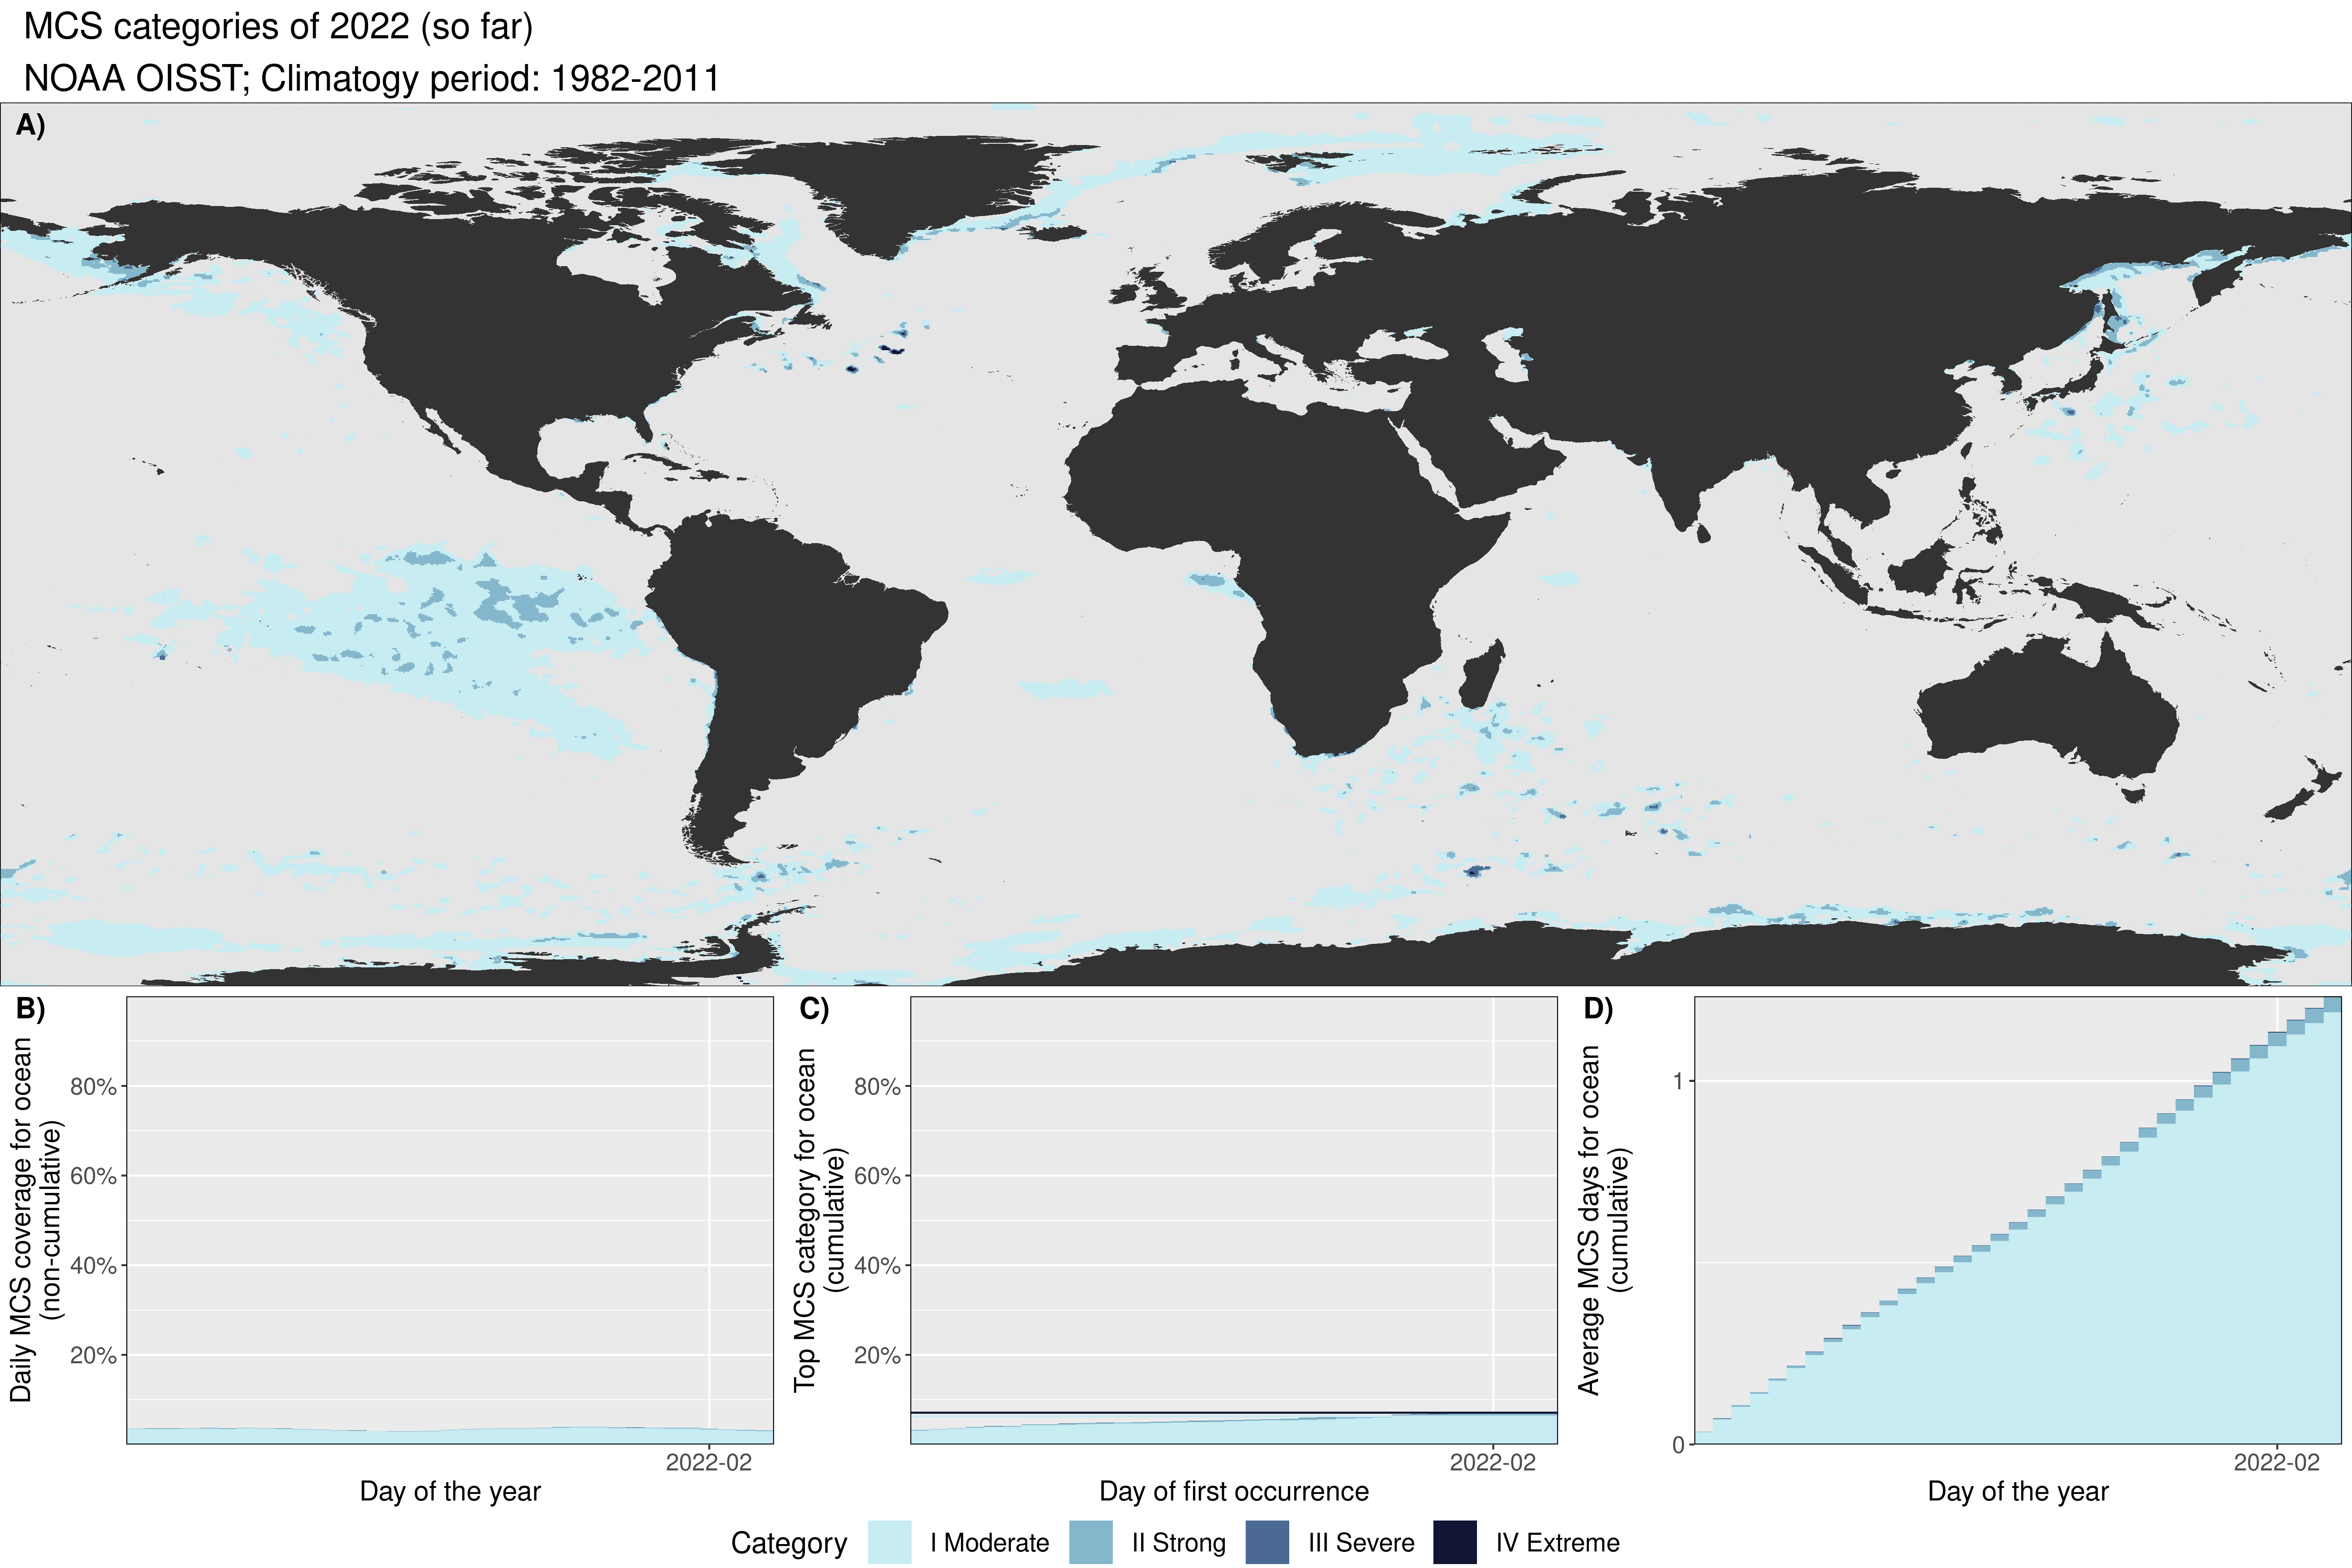 MCS categories of 2022 (so far)
NOAA OISST; Climatogy period: 1982-2011
A)
B)
Daily MCS coverage for ocean
(non-cumulative)
80%
60%
40%
20%
2022-02
Day of the year
C)
Top MCS category for ocean
(cumulative)
80%
60%
40%
20%
2022-02
Day of first occurrence
D)
Average MCS days for ocean
(cumulative)
1
0
2022-02
Day of the year
Category I Moderate II Strong III Severe IV Extreme